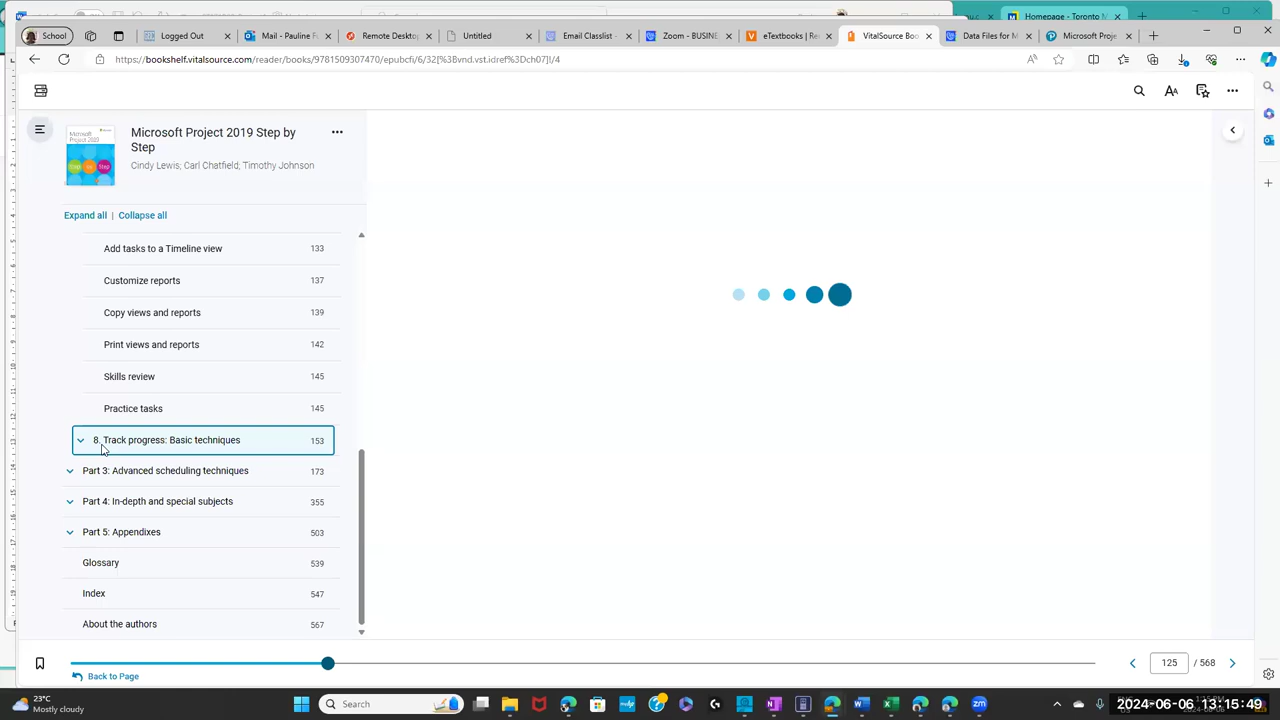 Homepage - Toronto M
School
Logged Out
Mail - Pauline F
Remote Desktop
Untitled
Email Classlist -
Zoom - BUSINE
eTextbooks | Res
VitalSource Boo
Data Files for M
Microsoft Proje
https://bookshelf.vitalsource.com/reader/books/9781509307470/epubcfi/6/32[%3Bvnd.vst.idref%3Dch07]!/4
Microsoft Project 2019 Step by
Step
Cindy Lewis; Carl Chatfield; Timothy Johnson
Expand all | Collapse all
Add tasks to a Timeline view 133
Customize reports 137
Copy views and reports 139
Print views and reports 142
Skills review 145
Practice tasks 145
8. Track progress: Basic techniques 153
Part 3: Advanced scheduling techniques 173
Part 4: In-depth and special subjects 355
Part 5: Appendixes 503
Glossary 539
Index 547
About the authors 567
125 / 568
Back to Page
23°C
Mostly cloudy
Search
2024-06-06 13:15:49